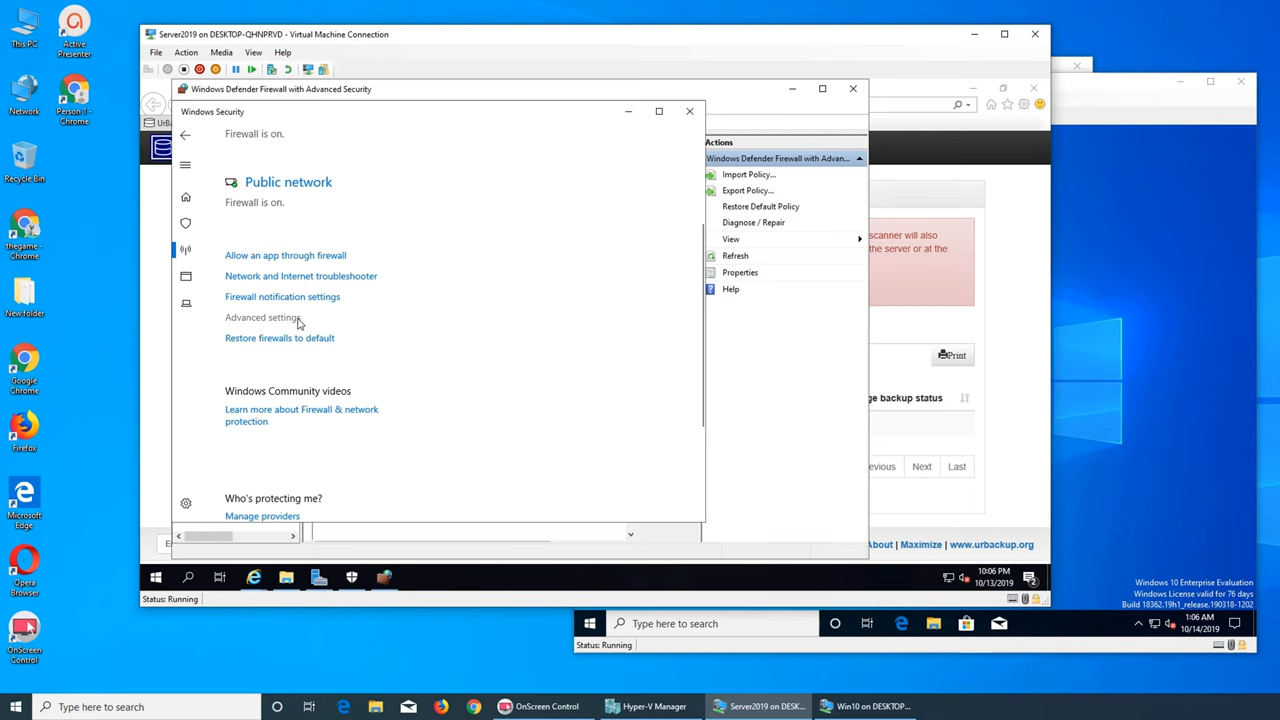 This PC
Active
Presenter
Network
Person 1 -
Chrome
Recycle Bin
thegame -
Chrome
New folder
Google
Chrome
Firefox
Microsoft
Edge
Opera
Browser
OnScreen
Control
Server2019 on DESKTOP-QHNPRVD - Virtual Machine Connection
File Action Media View Help
Windows Defender Firewall with Advanced Security
Windows Security
Firewall is on.
Public network
Firewall is on.
Allow an app through firewall
Network and Internet troubleshooter
Firewall notification settings
Advanced settings
Restore firewalls to default
Windows Community videos
Learn more about Firewall & network
protection
Who's protecting me?
Manage providers
Actions
Windows Defender Firewall with Advan...
Import Policy...
Export Policy...
Restore Default Policy
Diagnose / Repair
View
Refresh
Properties
Help
scanner will also
the server or at the
Print
ge backup status
evious Next Last
About | Maximize | www.urbackup.org
10:06 PM
10/13/2019
2
Status: Running
Windows 10 Enterprise Evaluation
Windows License valid for 76 days
Build 18362.19h1_release.190318-1202
Type here to search
1:06 AM
10/14/2019
Status: Running
Type here to search
OnScreen Control
Hyper-V Manager
Server2019 on DESK...
Win10 on DESKTOP...